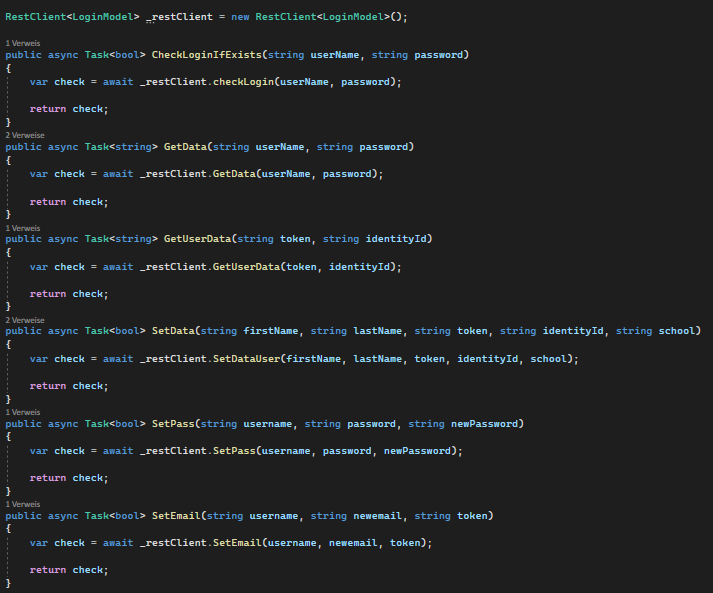 RestClient<LoginModel> _restClient = new RestClient<LoginModel>();
1 Verweis
public async Task<bool> CheckLoginIfExists(string userName, string password)
{
var check = await _restClient.checkLogin(userName, password);
return check;
}
2 Verweise
public async Task<string> GetData(string userName, string password)
{
var check = await _restClient.GetData(userName, password);
return check;
}
1 Verweis
public async Task<string> GetUserData(string token, string identityId)
{
var check = await _restClient.GetUserData(token, identityId);
return check;
}
2 Verweise
public async Task<bool> SetData(string firstName, string lastName, string token, string identityId, string school)
{
var check = await _restClient.SetDataUser(firstName, lastName, token, identityId, school);
return check;
}
1 Verweis
public async Task<bool> SetPass(string username, string password, string newPassword)
{
var check = await _restClient.SetPass(username, password, newPassword);
return check;
}
1 Verweis
public async Task<bool> SetEmail(string username, string newemail, string token)
{
var check = await _restClient.SetEmail(username, newemail, token);
return check;
}